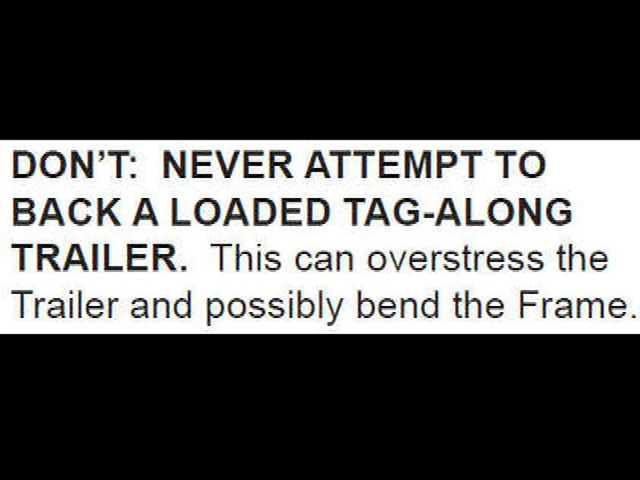 DON’T:  NEVER ATTEMPT TO
BACK A LOADED TAG-ALONG
TRAILER.  This can overstress the
Trailer and possibly bend the Frame.